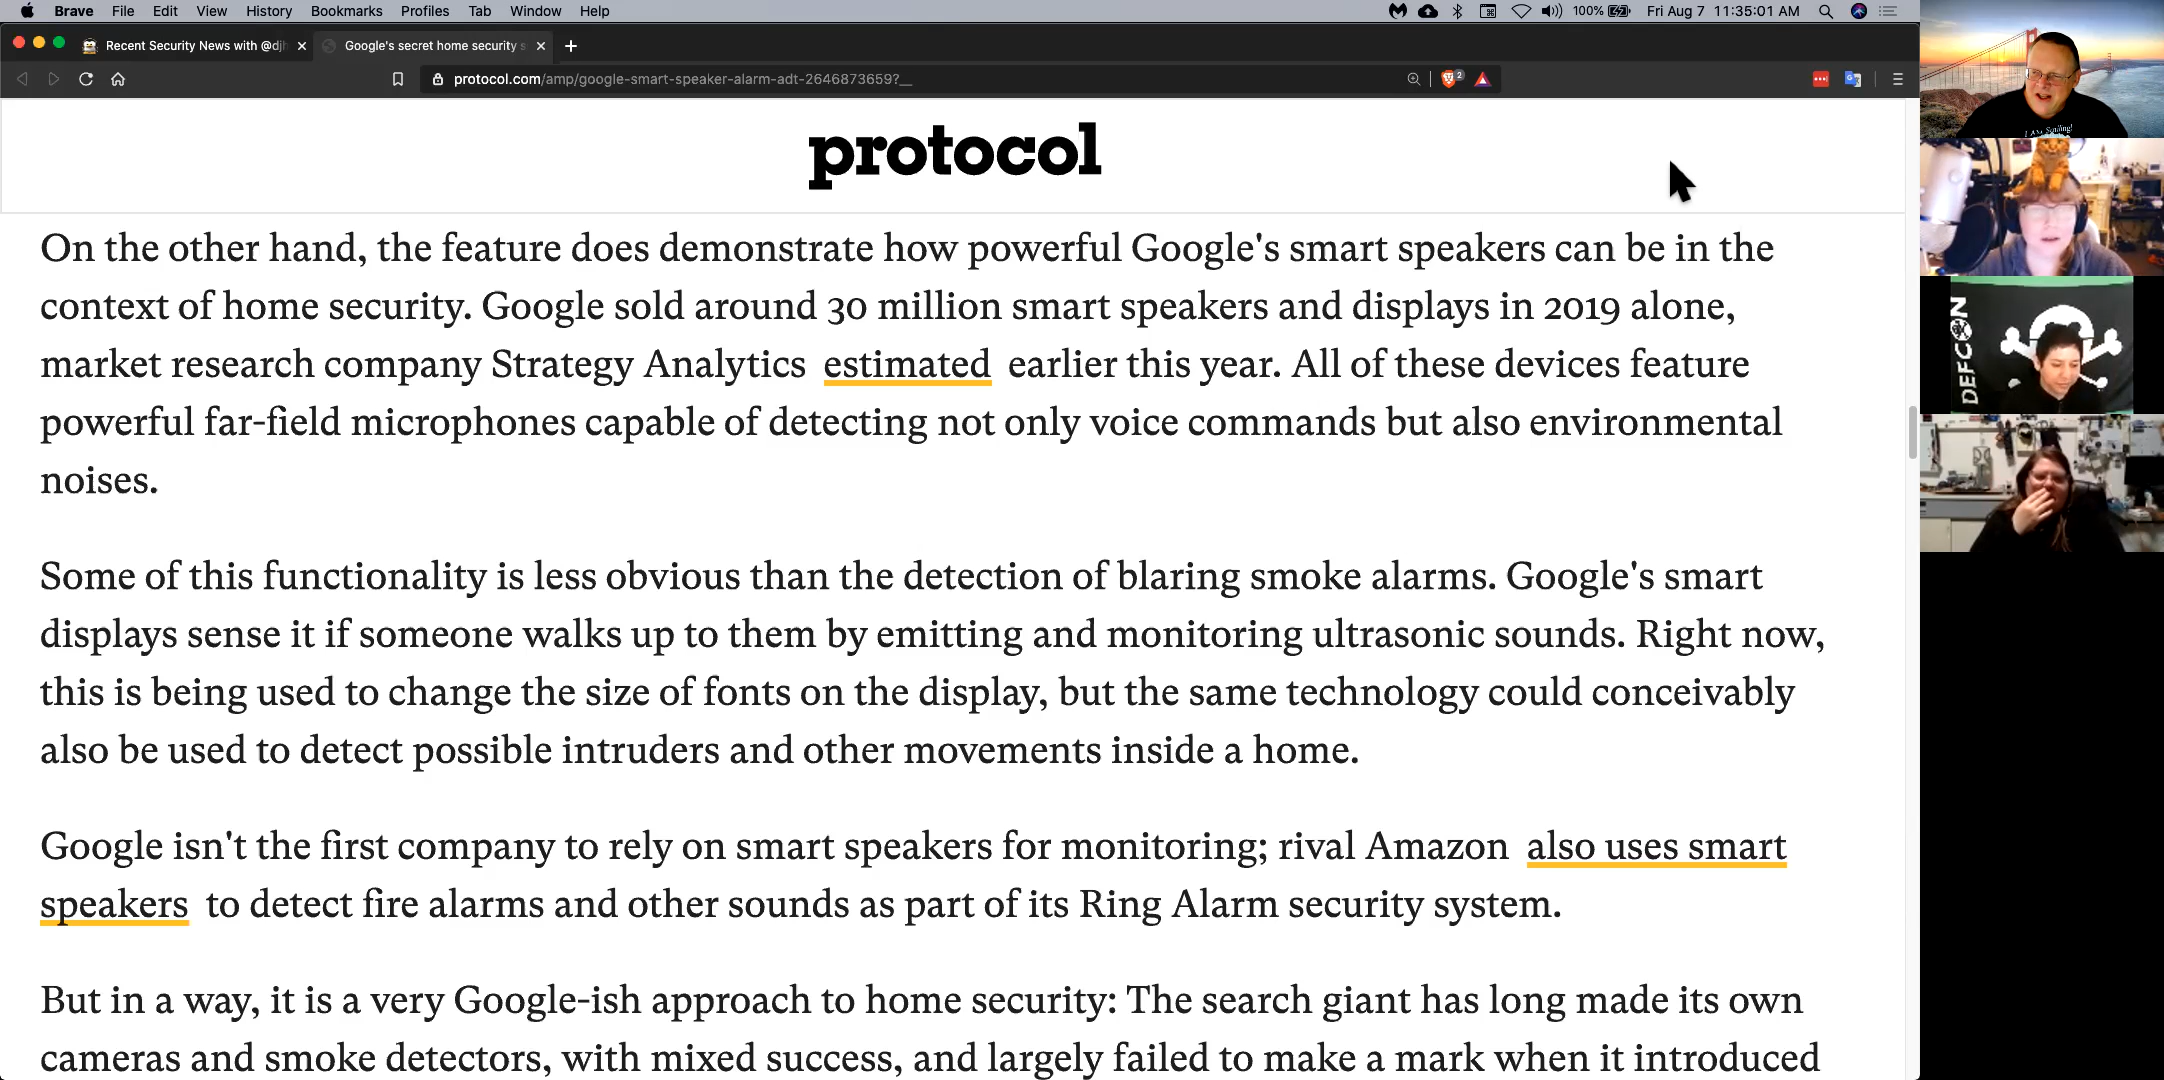 Brave File Edit View History Bookmarks Profiles Tab Window Help 100% Fri Aug 7 11:35:01 AM
Recent Security News with @djh Google's secret home security s
protocol.com/amp/google-smart-speaker-alarm-adt-2646873659?__
2
protocol
On the other hand, the feature does demonstrate how powerful Google's smart speakers can be in the
context of home security. Google sold around 30 million smart speakers and displays in 2019 alone,
market research company Strategy Analytics estimated earlier this year. All of these devices feature
powerful far-field microphones capable of detecting not only voice commands but also environmental
noises.
Some of this functionality is less obvious than the detection of blaring smoke alarms. Google's smart
displays sense it if someone walks up to them by emitting and monitoring ultrasonic sounds. Right now,
this is being used to change the size of fonts on the display, but the same technology could conceivably
also be used to detect possible intruders and other movements inside a home.
Google isn't the first company to rely on smart speakers for monitoring; rival Amazon also uses smart
speakers to detect fire alarms and other sounds as part of its Ring Alarm security system.
But in a way, it is a very Google-ish approach to home security: The search giant has long made its own
cameras and smoke detectors, with mixed success, and largely failed to make a mark when it introduced
I AM Smiling!
DEFCON